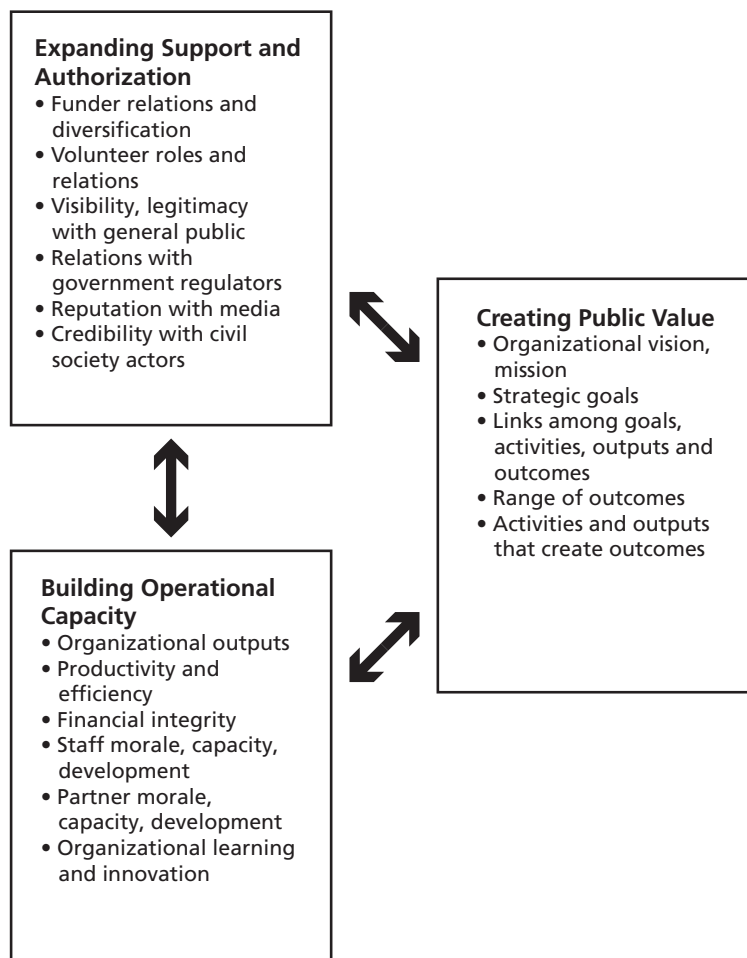 Expanding Support and
Authorization
• Funder relations and
diversification
• Volunteer roles and
relations
• Visibility, legitimacy
with general public
• Relations with
government regulators
• Reputation with media
• Credibility with civil
society actors
Creating Public Value
• Organizational vision,
mission
• Strategic goals
• Links among goals,
activities, outputs and
outcomes
• Range of outcomes
• Activities and outputs
that create outcomes
Building Operational
Capacity
• Organizational outputs
• Productivity and
efficiency
• Financial integrity
• Staff morale, capacity,
development
• Partner morale,
capacity, development
• Organizational learning
and innovation